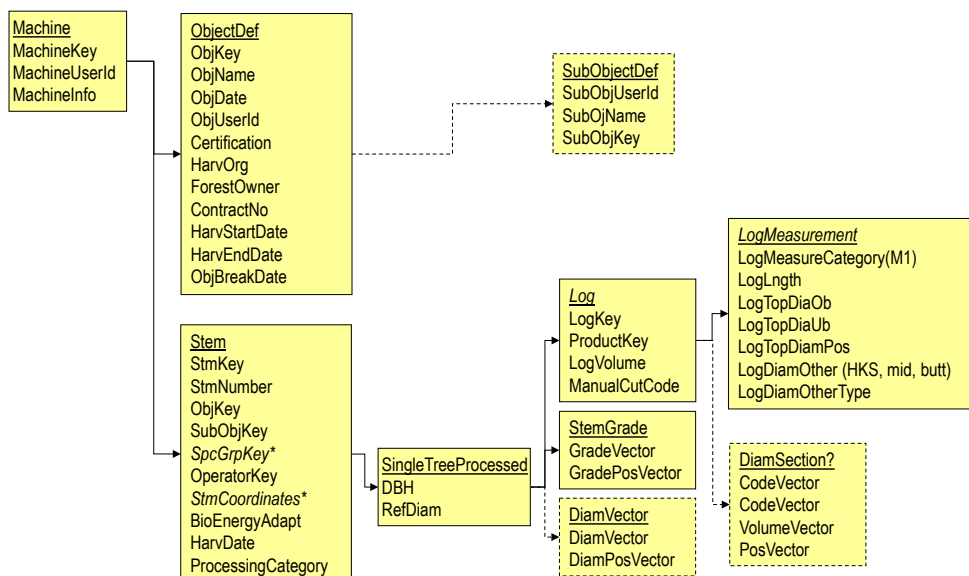 Machine
MachineKey
MachineUserId
MachineInfo
ObjectDef
ObjKey
ObjName
ObjDate
ObjUserId
Certification
HarvOrg
ForestOwner
ContractNo
HarvStartDate
HarvEndDate
ObjBreakDate
SubObjectDef
SubObjUserId
SubOjName
SubObjKey
Stem
StmKey
StmNumber
ObjKey
SubObjKey
SpcGrpKey*
OperatorKey
StmCoordinates*
BioEnergyAdapt
HarvDate
ProcessingCategory
SingleTreeProcessed
DBH
RefDiam
Log
LogKey
ProductKey
LogVolume
ManualCutCode
StemGrade
GradeVector
GradePosVector
DiamVector
DiamVector
DiamPosVector
LogMeasurement
LogMeasureCategory(M1)
LogLngth
LogTopDiaOb
LogTopDiaUb
LogTopDiamPos
LogDiamOther (HKS, mid, butt)
LogDiamOtherType
DiamSection?
CodeVector
CodeVector
VolumeVector
PosVector